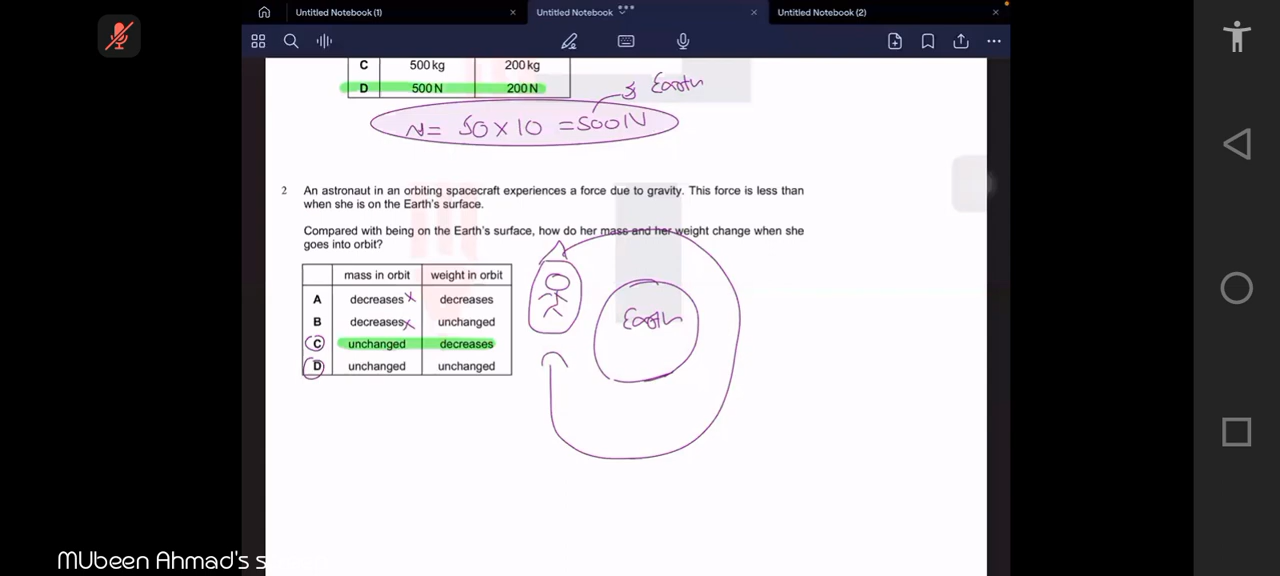 Untitled Notebook (1)
Untitled Notebook
Untitled Notebook (2)
C 500 kg 200 kg
D 500 N 200 N
Earth
= 50 × 10 = 500 N
2 An astronaut in an orbiting spacecraft experiences a force due to gravity. This force is less than
when she is on the Earth's surface.
Compared with being on the Earth's surface, how do her mass and her weight change when she
goes into orbit?
mass in orbit weight in orbit
A decreases x decreases
B decreases x unchanged
C unchanged decreases
D unchanged unchanged
Earth
MUbeen Ahmad's s